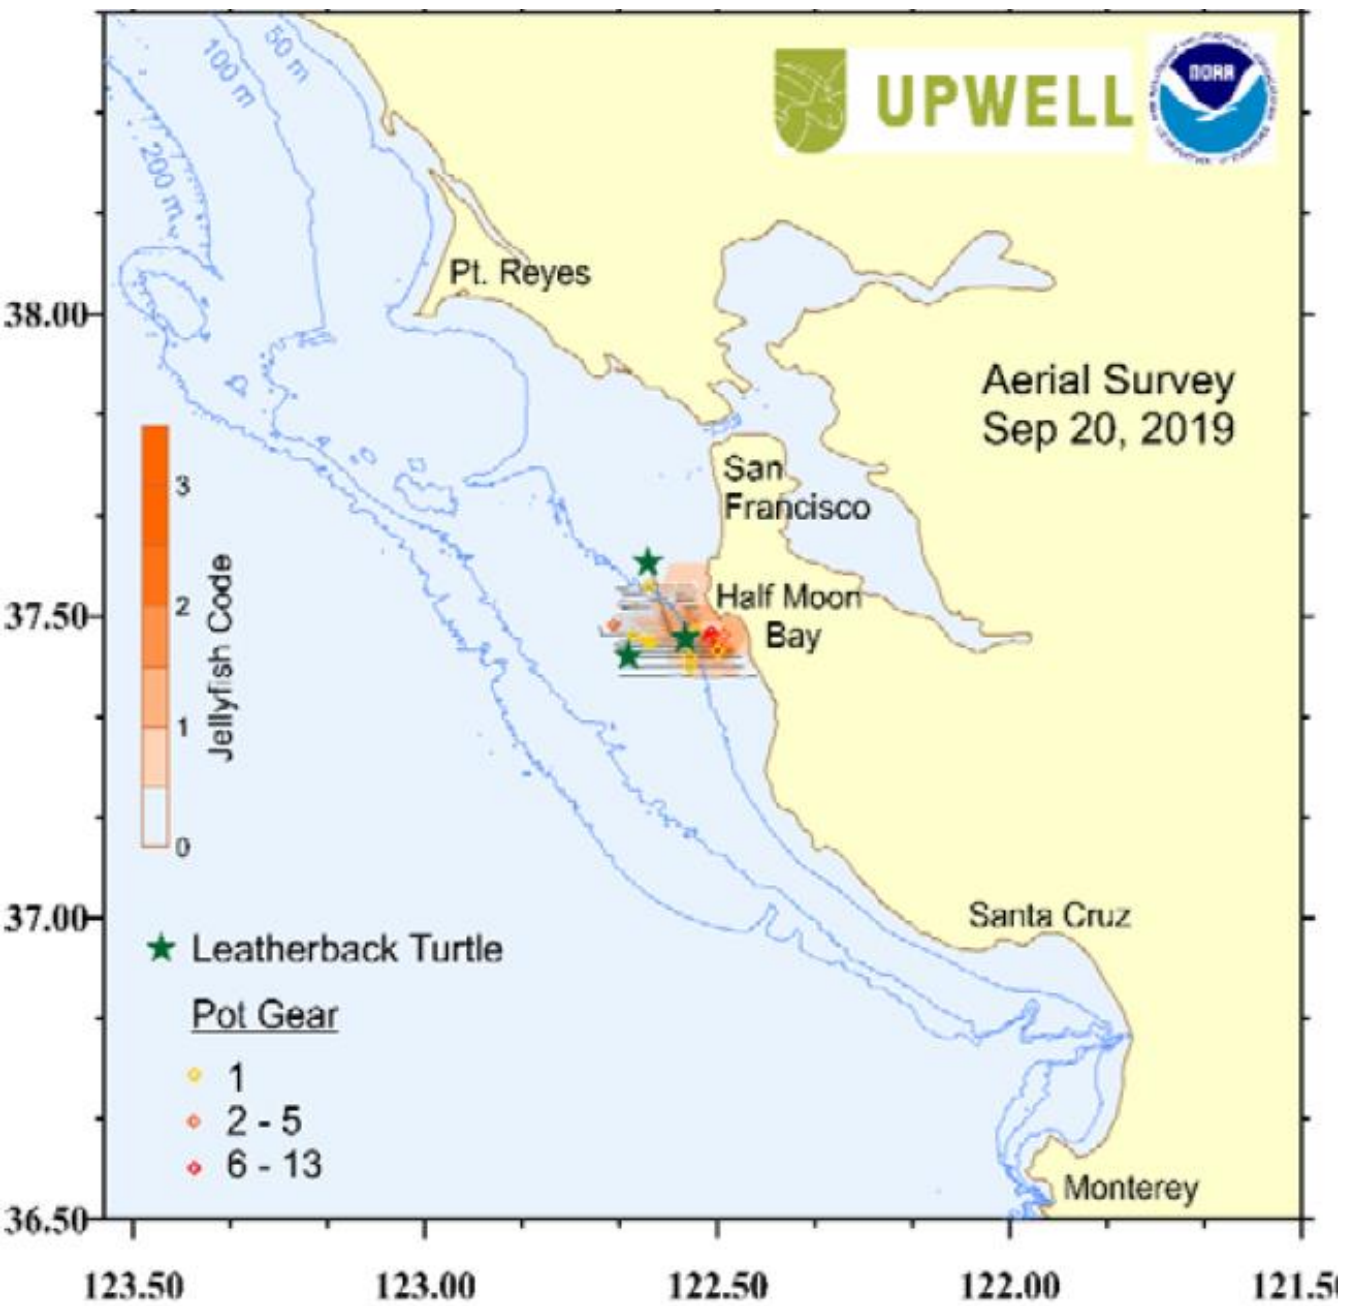 50 m
100 m
200 m
UPWELL
NOAA
Pt. Reyes
38.00
Aerial Survey
Sep 20, 2019
San
Francisco
3
2
1
0
Jellyfish Code
37.50
Half Moon
Bay
37.00
Santa Cruz
Leatherback Turtle
Pot Gear
1
2 - 5
6 - 13
Monterey
36.50
123.50
123.00
122.50
122.00